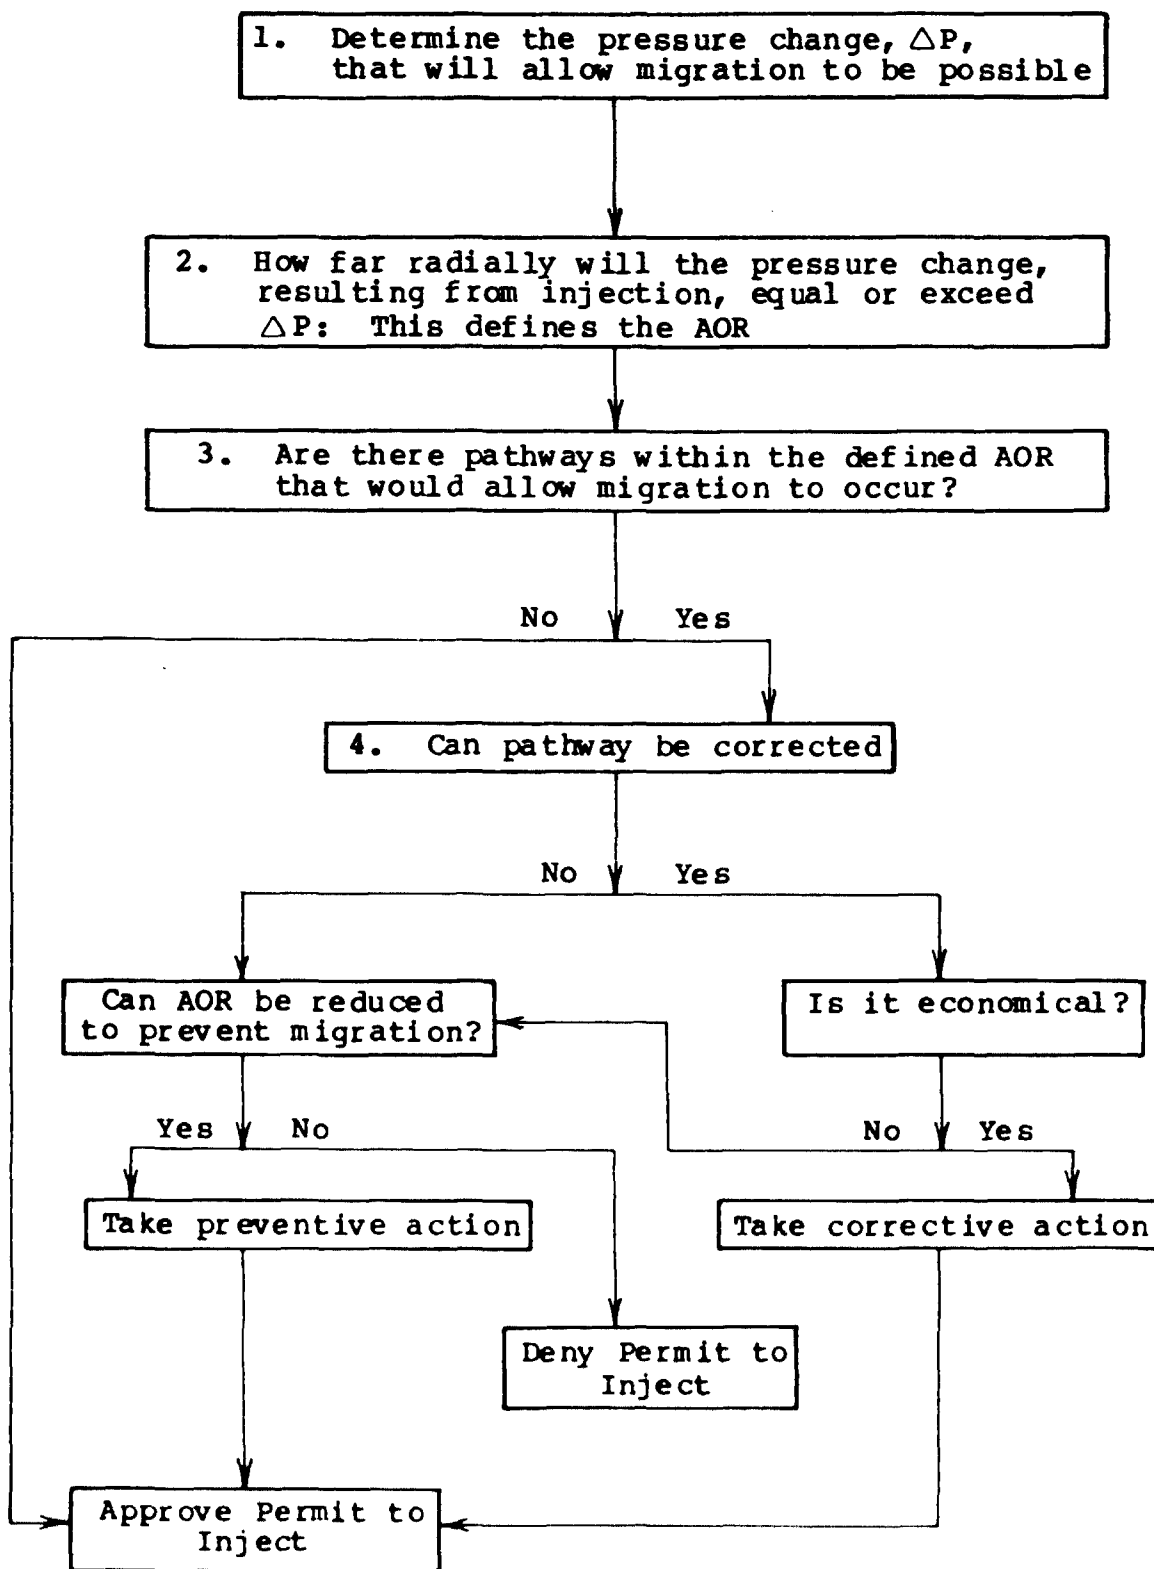 1. Determine the pressure change, △P,
that will allow migration to be possible
2. How far radially will the pressure change,
resulting from injection, equal or exceed
△P: This defines the AOR
3. Are there pathways within the defined AOR
that would allow migration to occur?
No Yes
4. Can pathway be corrected
No Yes
Can AOR be reduced
to prevent migration?
Is it economical?
Yes No
No Yes
Take preventive action
Take corrective action
Deny Permit to
Inject
Approve Permit to
Inject